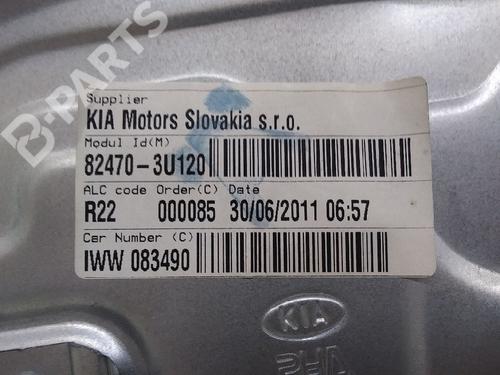 B-PARTS
Supplier
KIA Motors Slovakia s.r.o.
Modul Id(M)
82470-3U120
ALC code Order(C) Date
R22 000085 30/06/2011 06:57
Car Number (C)
IWW 083490
KIA